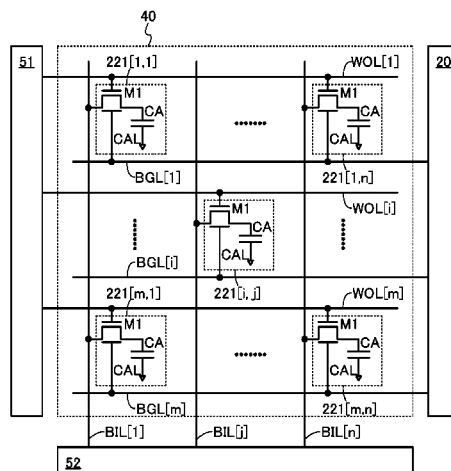 40
51
221[1,1]
WOL[1]
20
M1
CA
CAL
M1
CA
CAL
BGL[1]
221[1,n]
M1
CA
CAL
WOL[i]
BGL[i]
221[i,j]
221[m,1]
WOL[m]
M1
CA
CAL
M1
CA
CAL
BGL[m]
221[m,n]
BIL[1]
BIL[j]
BIL[n]
52